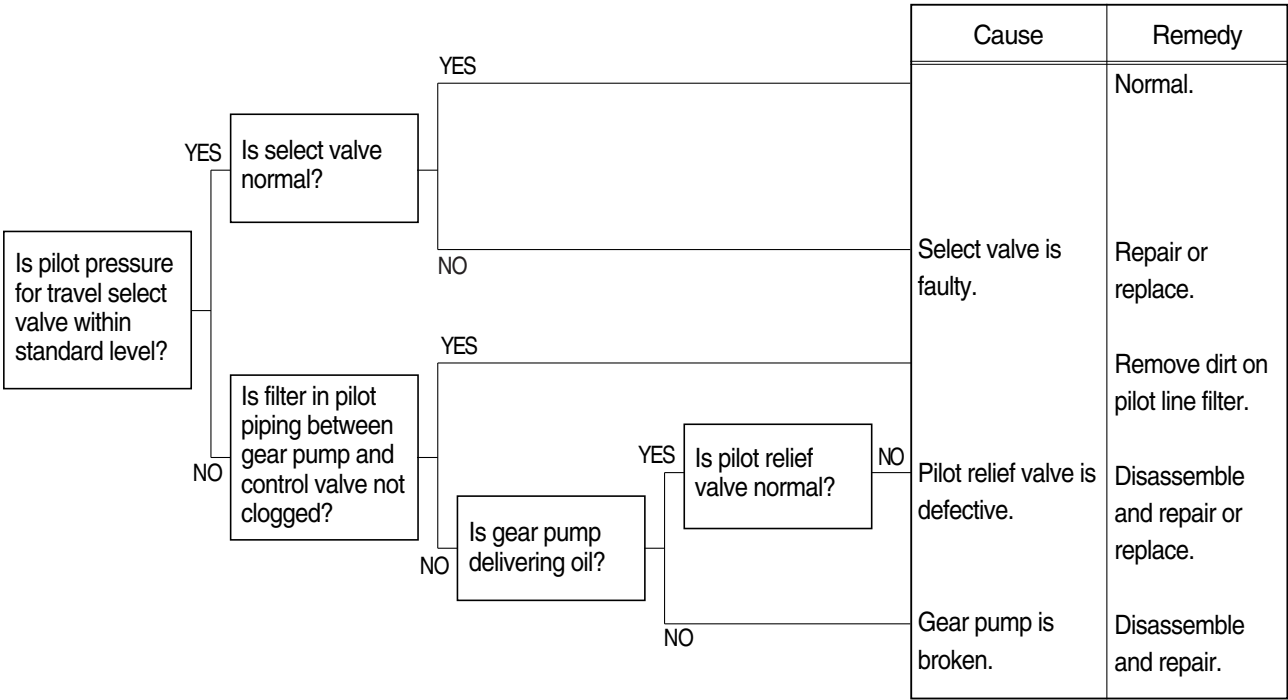 Cause
Remedy
YES
Normal.
YES
Is select valve
normal?
NO
Select valve is
faulty.
Repair or
replace.
Is pilot pressure
for travel select
valve within
standard level?
YES
Remove dirt on
pilot line filter.
NO
Is filter in pilot
piping between
gear pump and
control valve not
clogged?
YES
Is pilot relief
valve normal?
NO
Pilot relief valve is
defective.
Disassemble
and repair or
replace.
NO
Is gear pump
delivering oil?
NO
Gear pump is
broken.
Disassemble
and repair.